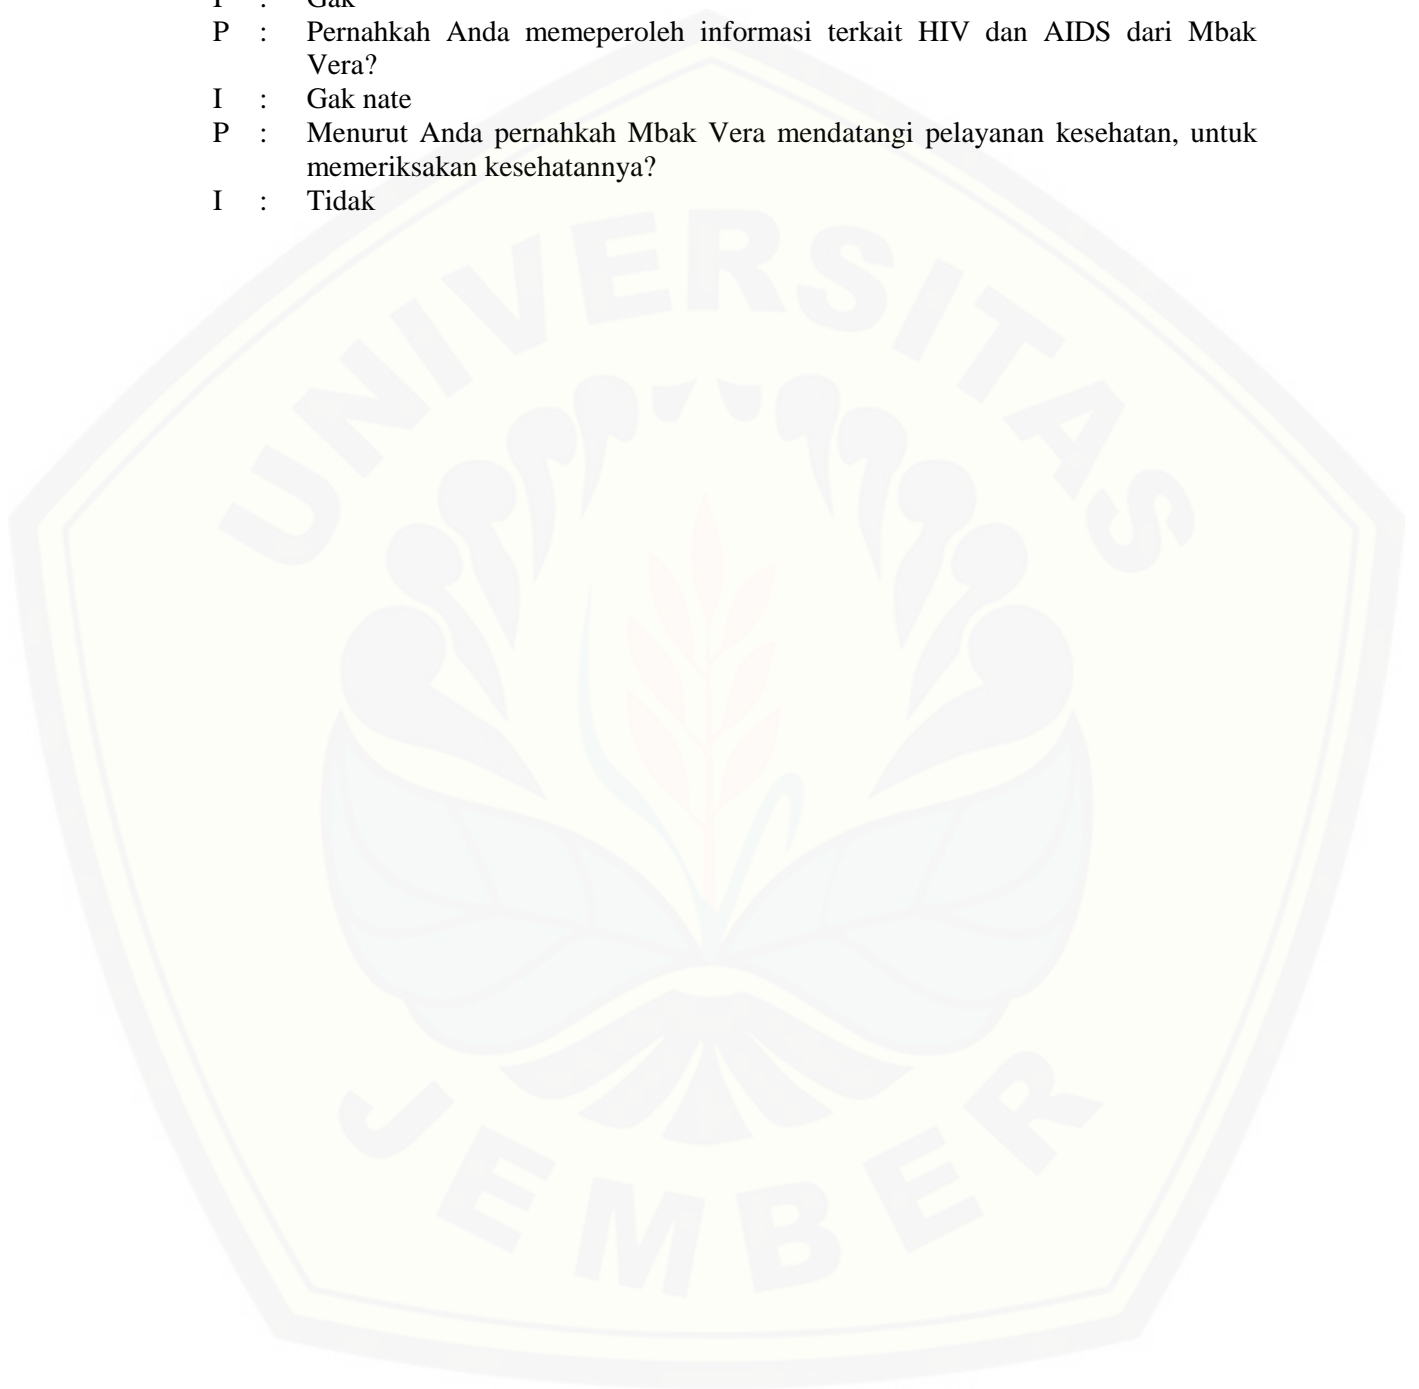 I : Gak
P : Pernahkah Anda memeperoleh informasi terkait HIV dan AIDS dari Mbak
Vera?
I : Gak nate
P : Menurut Anda pernahkah Mbak Vera mendatangi pelayanan kesehatan, untuk
memeriksakan kesehatannya?
I : Tidak
UNIVERSITAS
JEMBER